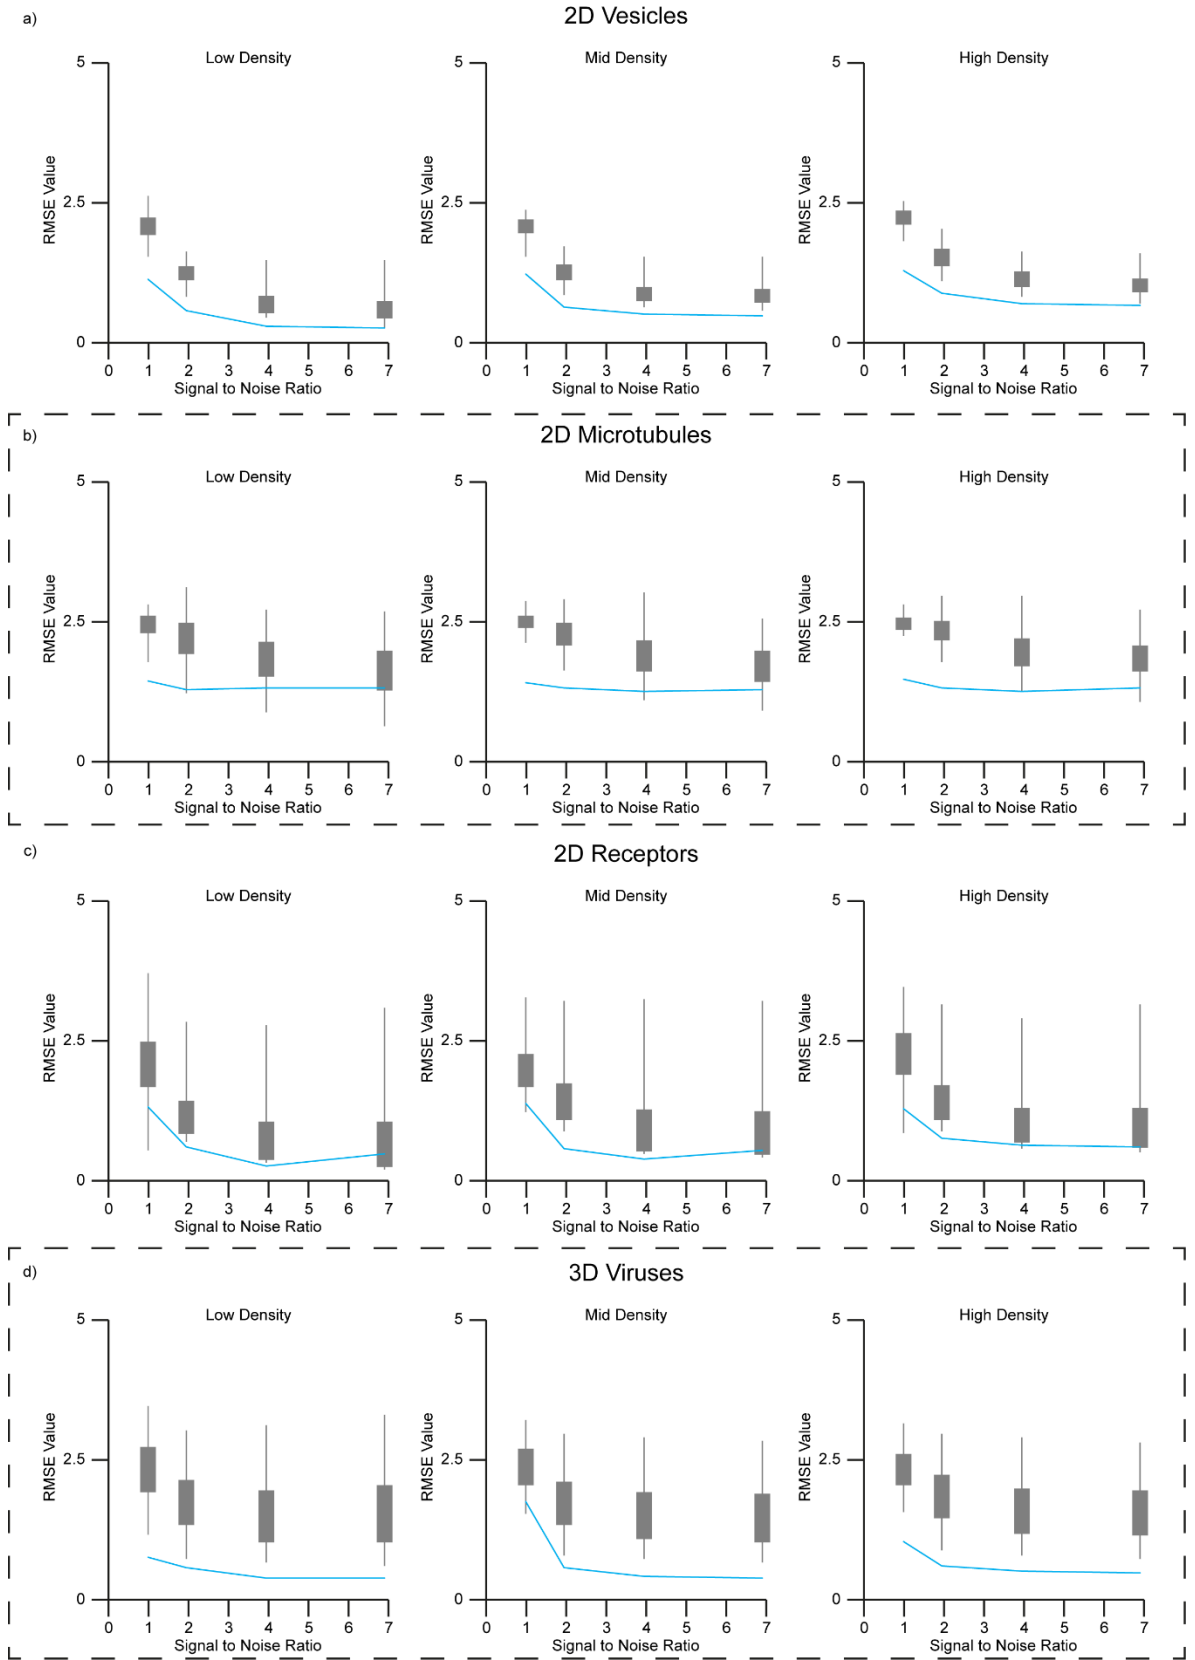 a)
2D Vesicles
Low Density
Mid Density
High Density
5
2.5
0
RMSE Value
0 1 2 3 4 5 6 7
Signal to Noise Ratio
5
2.5
0
RMSE Value
0 1 2 3 4 5 6 7
Signal to Noise Ratio
5
2.5
0
RMSE Value
0 1 2 3 4 5 6 7
Signal to Noise Ratio
b)
2D Microtubules
Low Density
Mid Density
High Density
5
2.5
0
RMSE Value
0 1 2 3 4 5 6 7
Signal to Noise Ratio
5
2.5
0
RMSE Value
0 1 2 3 4 5 6 7
Signal to Noise Ratio
5
2.5
0
RMSE Value
0 1 2 3 4 5 6 7
Signal to Noise Ratio
c)
2D Receptors
Low Density
Mid Density
High Density
5
2.5
0
RMSE Value
0 1 2 3 4 5 6 7
Signal to Noise Ratio
5
2.5
0
RMSE Value
0 1 2 3 4 5 6 7
Signal to Noise Ratio
5
2.5
0
RMSE Value
0 1 2 3 4 5 6 7
Signal to Noise Ratio
d)
3D Viruses
Low Density
Mid Density
High Density
5
2.5
0
RMSE Value
0 1 2 3 4 5 6 7
Signal to Noise Ratio
5
2.5
0
RMSE Value
0 1 2 3 4 5 6 7
Signal to Noise Ratio
5
2.5
0
RMSE Value
0 1 2 3 4 5 6 7
Signal to Noise Ratio